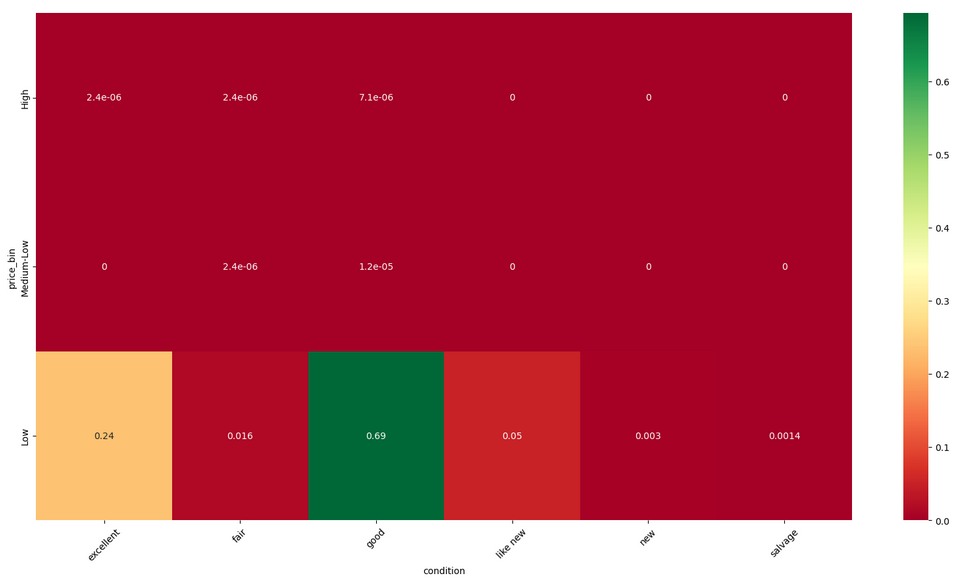 High
2.4e-06 2.4e-06 7.1e-06 0 0 0
price_bin
Medium-Low
0 2.4e-06 1.2e-05 0 0 0
Low
0.24 0.016 0.69 0.05 0.003 0.0014
excellent fair good like new new salvage
condition
0.6
0.5
0.4
0.3
0.2
0.1
0.0